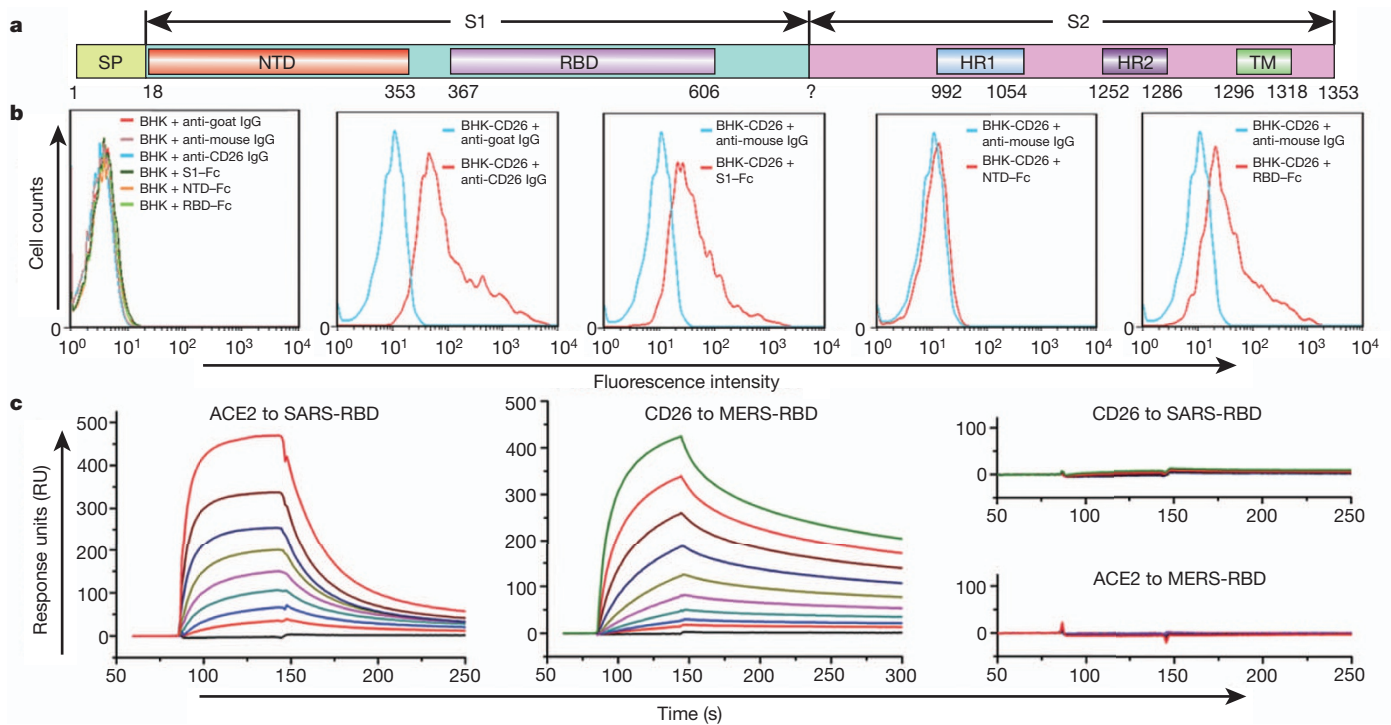 a
S1
S2
SP
NTD
RBD
HR1
HR2
TM
1 18 353 367 606 ? 992 1054 1252 1286 1296 1318 1353
b
Cell counts
BHK + anti-goat IgG
BHK + anti-mouse IgG
BHK + anti-CD26 IgG
BHK + S1–Fc
BHK + NTD–Fc
BHK + RBD–Fc
0
10⁰ 10¹ 10² 10³ 10⁴
BHK-CD26 +
anti-goat IgG
BHK-CD26 +
anti-CD26 IgG
0
10⁰ 10¹ 10² 10³ 10⁴
BHK-CD26 +
anti-mouse IgG
BHK-CD26 +
S1–Fc
0
10⁰ 10¹ 10² 10³ 10⁴
BHK-CD26 +
anti-mouse IgG
BHK-CD26 +
NTD–Fc
0
10⁰ 10¹ 10² 10³ 10⁴
BHK-CD26 +
anti-mouse IgG
BHK-CD26 +
RBD–Fc
0
10⁰ 10¹ 10² 10³ 10⁴
Fluorescence intensity
c
Response units (RU)
ACE2 to SARS-RBD
500
400
300
200
100
0
50 100 150 200 250
CD26 to MERS-RBD
500
400
300
200
100
0
50 100 150 200 250 300
CD26 to SARS-RBD
100
0
50 100 150 200 250
ACE2 to MERS-RBD
100
0
50 100 150 200 250
Time (s)